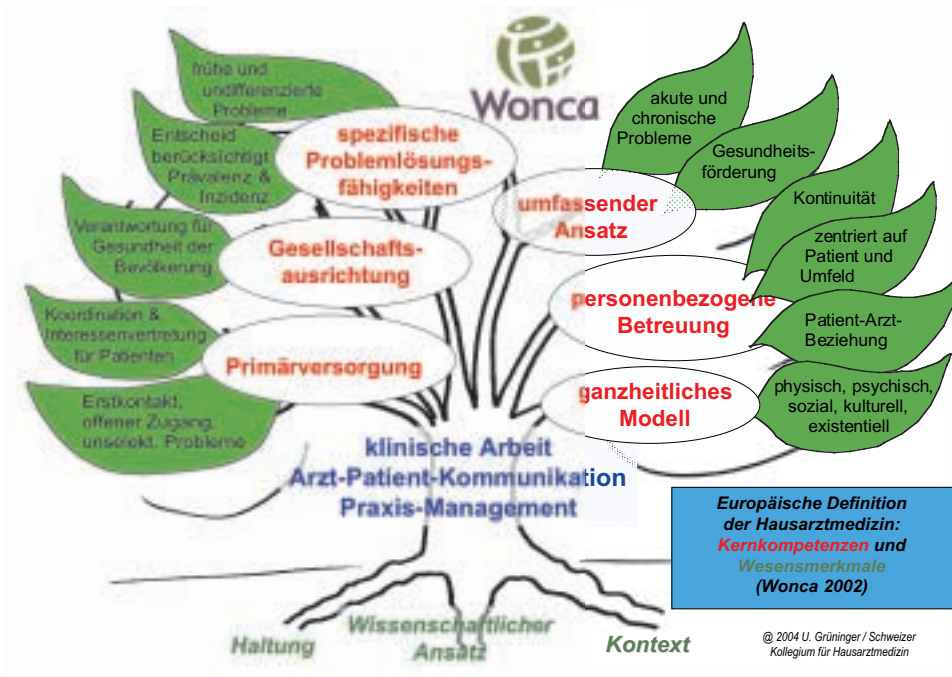 Wonca
frühe und
undifferenzierte
Probleme
Entscheid
berücksichtigt
Prävalenz &
Inzidenz
Verantwortung für
Gesundheit der
Bevölkerung
Koordination &
Interessenvertretung
für Patienten
Erstkontakt,
offener Zugang,
unselekt. Probleme
spezifische
Problemlösungs-
fähigkeiten
Gesellschafts-
ausrichtung
Primärversorgung
akute und
chronische
Probleme
Gesundheits-
förderung
Kontinuität
zentriert auf
Patient und
Umfeld
Patient-Arzt-
Beziehung
physisch, psychisch,
sozial, kulturell,
existentiell
umfassender
Ansatz
personenbezogene
Betreuung
ganzheitliches
Modell
klinische Arbeit
Arzt-Patient-Kommunikation
Praxis-Management
Europäische Definition
der Hausarztmedizin:
Kernkompetenzen und
Wesensmerkmale
(Wonca 2002)
Haltung
Wissenschaftlicher
Ansatz
Kontext
@ 2004 U. Grüninger / Schweizer
Kollegium für Hausarztmedizin